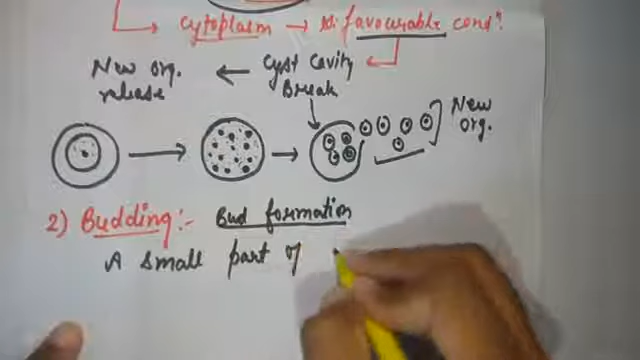 cytoplasm → favourable cond?
New org. ← Cyst Cavity
release Break
New
org.
2) Budding:- Bud formation
A small part of